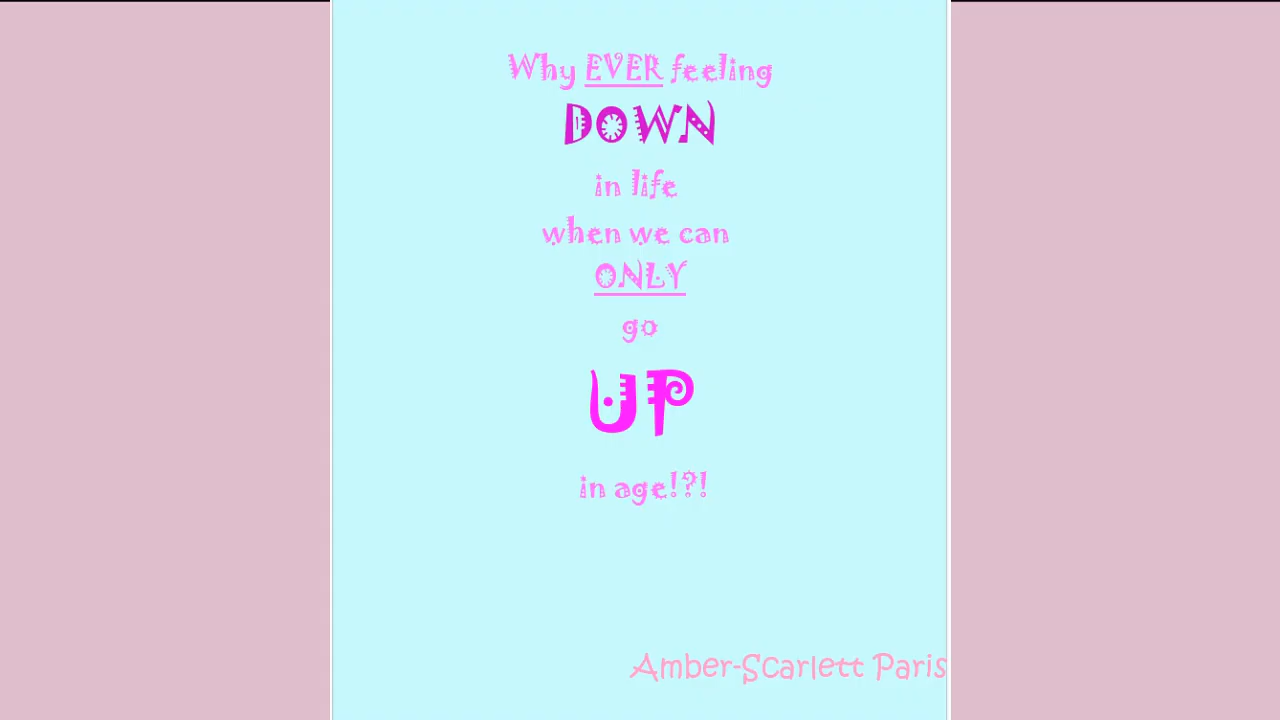 Why EVER feeling
DOWN
in life
when we can
ONLY
go
UP
in age!?!
Amber-Scarlett Paris